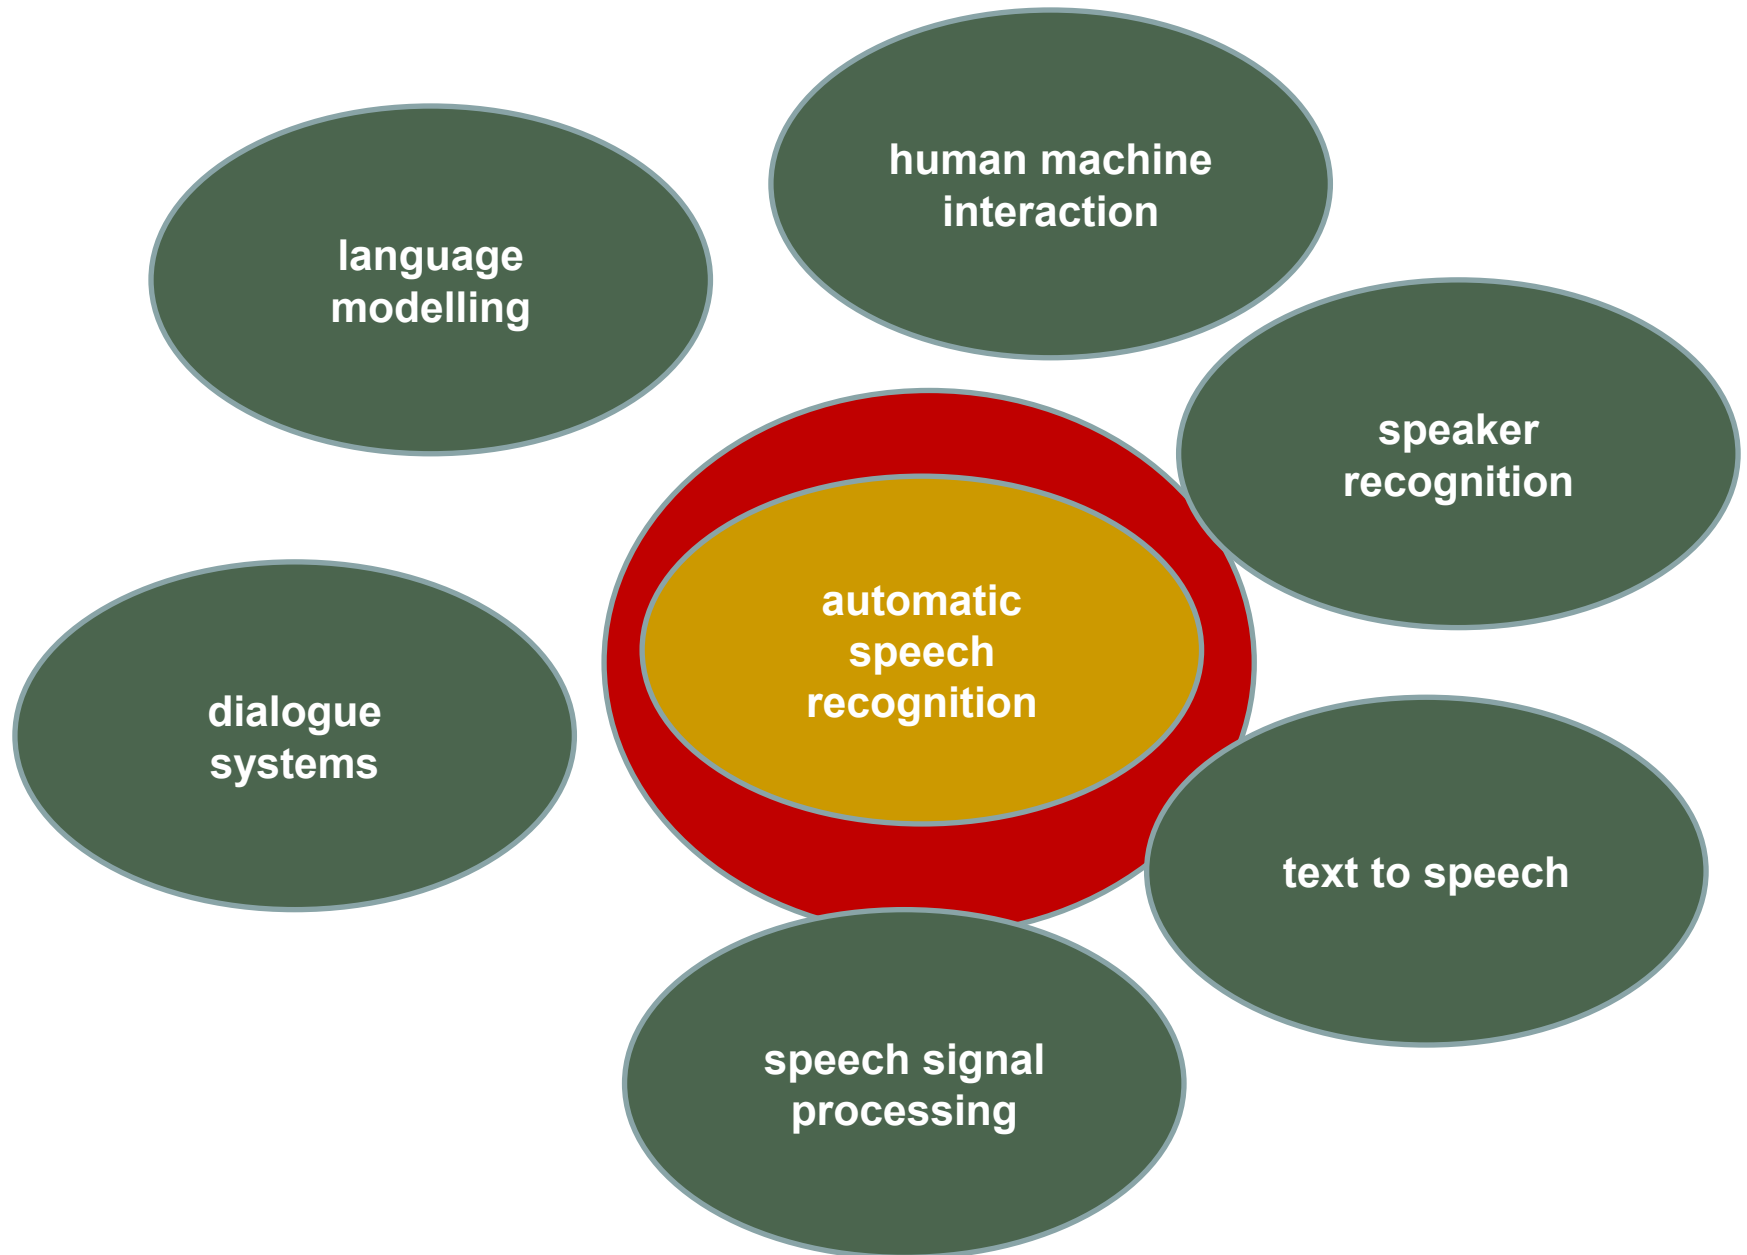 human machine
interaction
language
modelling
speaker
recognition
automatic
speech
recognition
dialogue
systems
text to speech
speech signal
processing